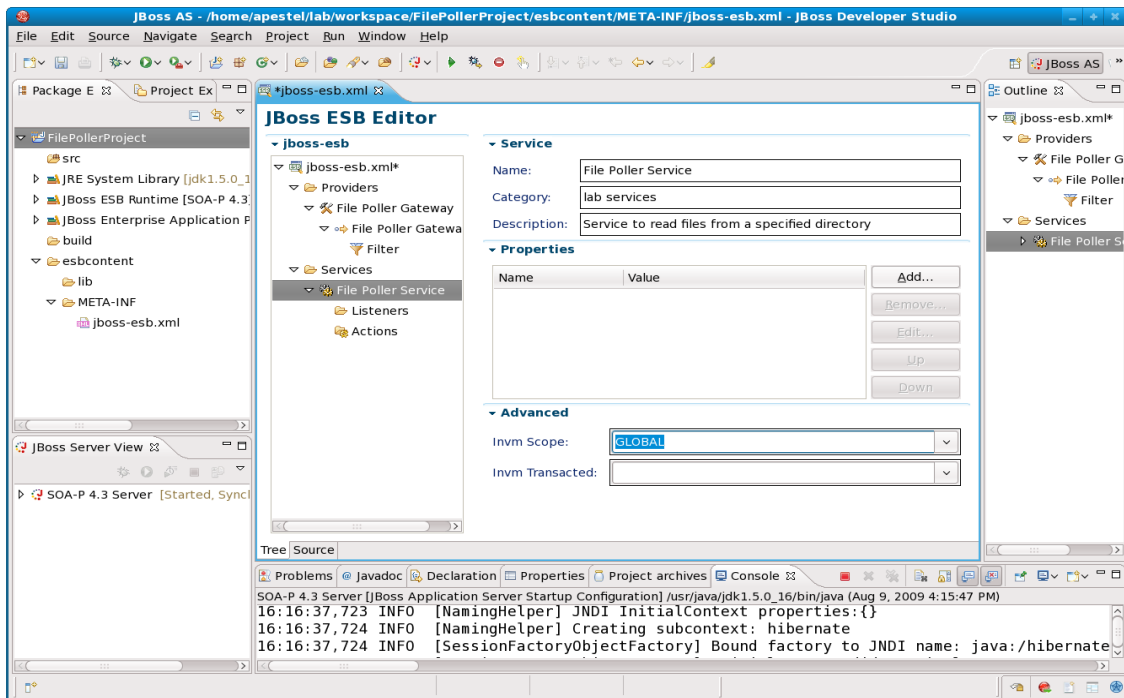 JBoss AS - /home/apestel/lab/workspace/FilePollerProject/esbcontent/META-INF/jboss-esb.xml - JBoss Developer Studio
File Edit Source Navigate Search Project Run Window Help
JBoss AS »
Package E
Project Ex
FilePollerProject
src
JRE System Library [jdk1.5.0_1
JBoss ESB Runtime [SOA-P 4.3
JBoss Enterprise Application P
build
esbcontent
lib
META-INF
jboss-esb.xml
JBoss Server View
SOA-P 4.3 Server [Started, Syncl
*jboss-esb.xml
JBoss ESB Editor
jboss-esb
jboss-esb.xml*
Providers
File Poller Gateway
File Poller Gatewa
Filter
Services
File Poller Service
Listeners
Actions
Service
Name: File Poller Service
Category: lab services
Description: Service to read files from a specified directory
Properties
Name Value
Add...
Remove...
Edit...
Up
Down
Advanced
Invm Scope: GLOBAL
Invm Transacted:
Tree Source
Outline
jboss-esb.xml*
Providers
File Poller G
File Poller
Filter
Services
File Poller S
Problems @ Javadoc Declaration Properties Project archives Console
SOA-P 4.3 Server [JBoss Application Server Startup Configuration] /usr/java/jdk1.5.0_16/bin/java (Aug 9, 2009 4:15:47 PM)
16:16:37,723 INFO [NamingHelper] JNDI InitialContext properties:{}
16:16:37,724 INFO [NamingHelper] Creating subcontext: hibernate
16:16:37,724 INFO [SessionFactoryObjectFactory] Bound factory to JNDI name: java:/hibernate